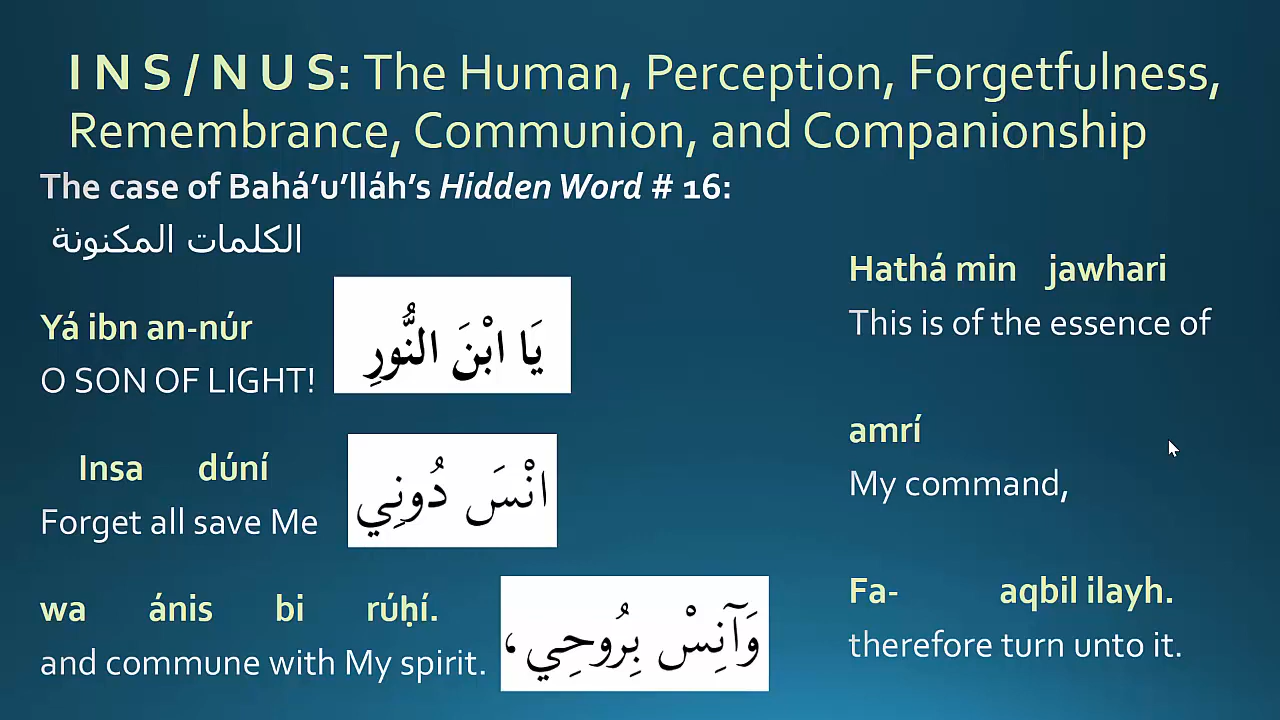 I N S / N U S: The Human, Perception, Forgetfulness,
Remembrance, Communion, and Companionship
The case of Bahá’u’lláh’s Hidden Word # 16:
الكلمات المكنونة
Yá ibn an-núr
يَا ابْنَ النُّورِ
O SON OF LIGHT!
Insa dúní
انْسَ دُونِي
Forget all save Me
wa ánis bi rúḥí.
وَآنِسْ بِرُوحِي،
and commune with My spirit.
Hathá min jawhari
This is of the essence of
amrí
My command,
Fa- aqbil ilayh.
therefore turn unto it.